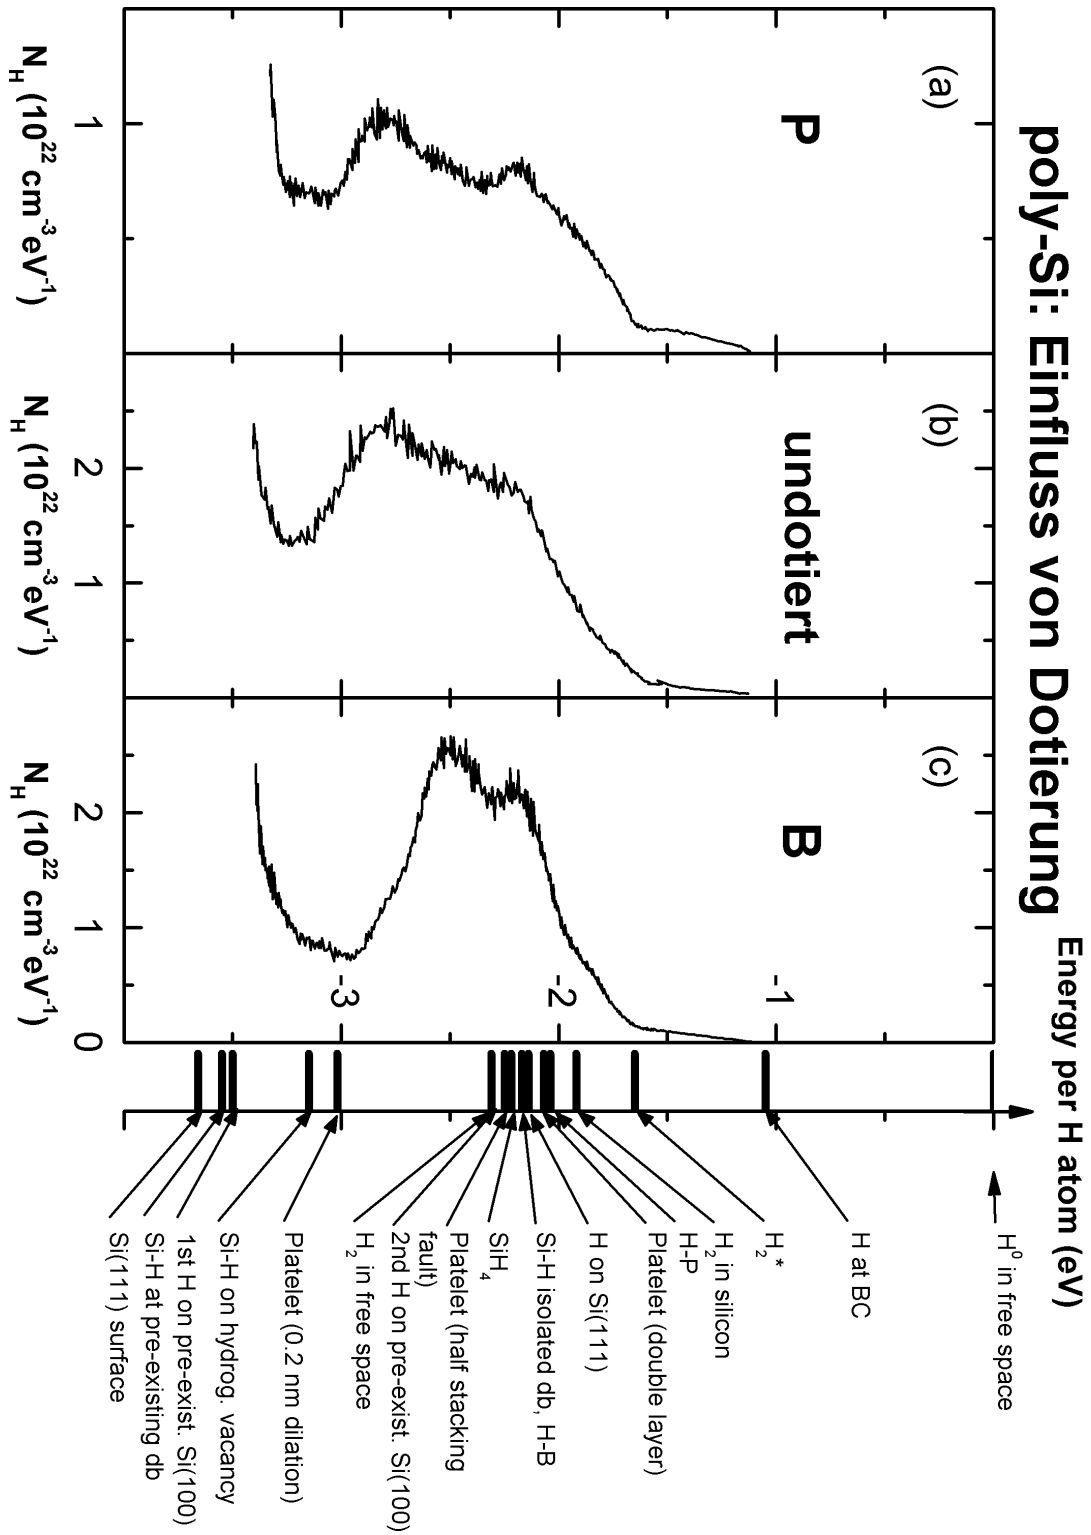 poly-Si: Einfluss von Dotierung
Energy per H atom (eV)
(a)
P
(b)
undotiert
(c)
B
-1
-2
-3
1
2
1
2
1
0
N_H (10^22 cm^-3 eV^-1)
N_H (10^22 cm^-3 eV^-1)
N_H (10^22 cm^-3 eV^-1)
H^0 in free space
H at BC
H_2*
H_2 in silicon
H-P
Platelet (double layer)
H on Si(111)
Si-H isolated db, H-B
SiH_4
Platelet (half stacking
fault)
2nd H on pre-exist. Si(100)
H_2 in free space
Platelet (0.2 nm dilation)
Si-H on hydrog. vacancy
1st H on pre-exist. Si(100)
Si-H at pre-existing db
Si(111) surface